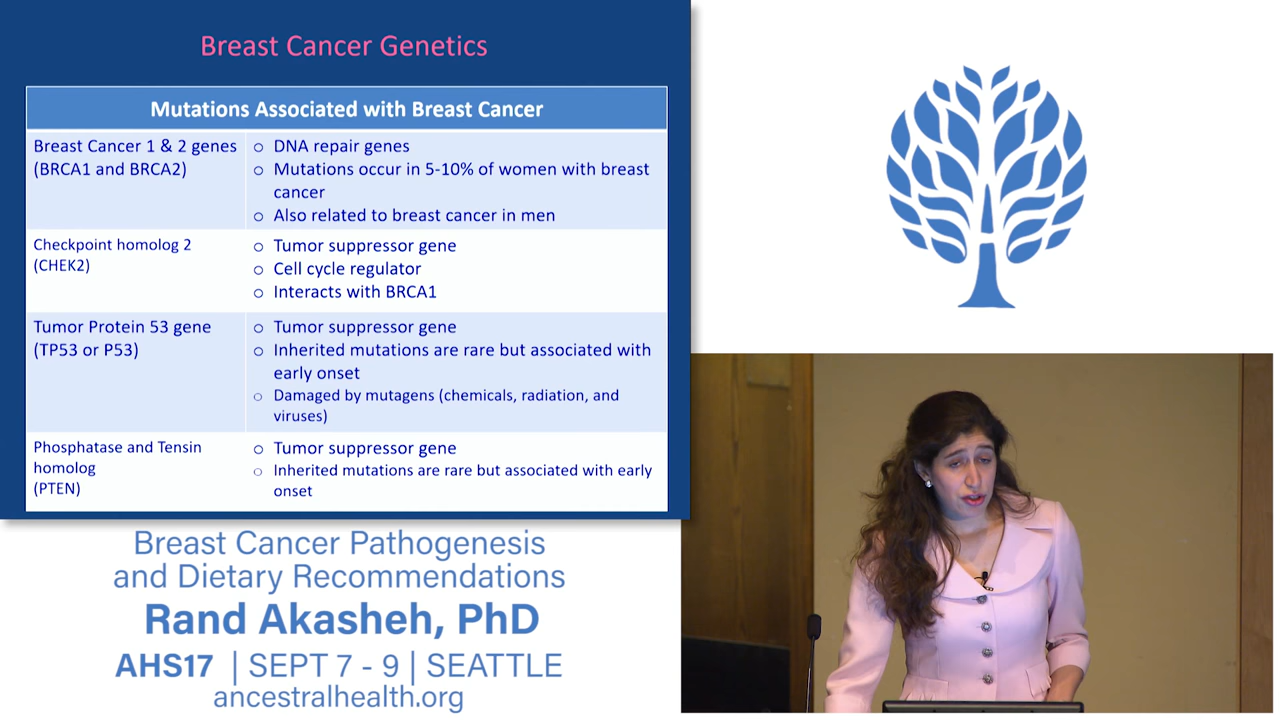 Breast Cancer Genetics
Mutations Associated with Breast Cancer
Breast Cancer 1 & 2 genes
(BRCA1 and BRCA2)
o DNA repair genes
o Mutations occur in 5-10% of women with breast
cancer
o Also related to breast cancer in men
Checkpoint homolog 2
(CHEK2)
o Tumor suppressor gene
o Cell cycle regulator
o Interacts with BRCA1
Tumor Protein 53 gene
(TP53 or P53)
o Tumor suppressor gene
o Inherited mutations are rare but associated with
early onset
o Damaged by mutagens (chemicals, radiation, and
viruses)
Phosphatase and Tensin
homolog
(PTEN)
o Tumor suppressor gene
o Inherited mutations are rare but associated with early
onset
Breast Cancer Pathogenesis
and Dietary Recommendations
Rand Akasheh, PhD
AHS17 | SEPT 7 - 9 | SEATTLE
ancestralhealth.org